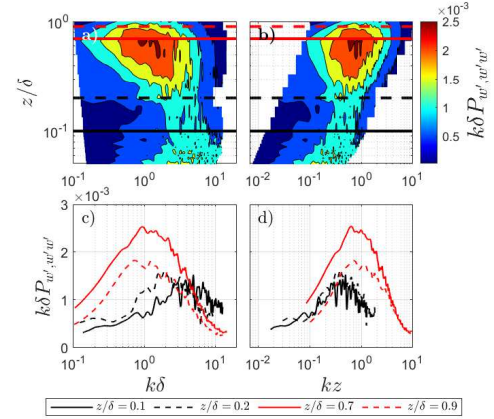 ×10⁻³
10⁰
a)
b)
2.5
2
z/δ
1.5
kδP_{w',w'w'}
10⁻¹
1
0.5
10⁻¹ 10⁰ 10¹
10⁻² 10⁻¹ 10⁰ 10¹
×10⁻³
3
c)
d)
2
kδP_{w',w'w'}
1
0
10⁻¹ 10⁰ 10¹
10⁻² 10⁻¹ 10⁰ 10¹
kδ
kz
z/δ = 0.1 z/δ = 0.2 z/δ = 0.7 z/δ = 0.9